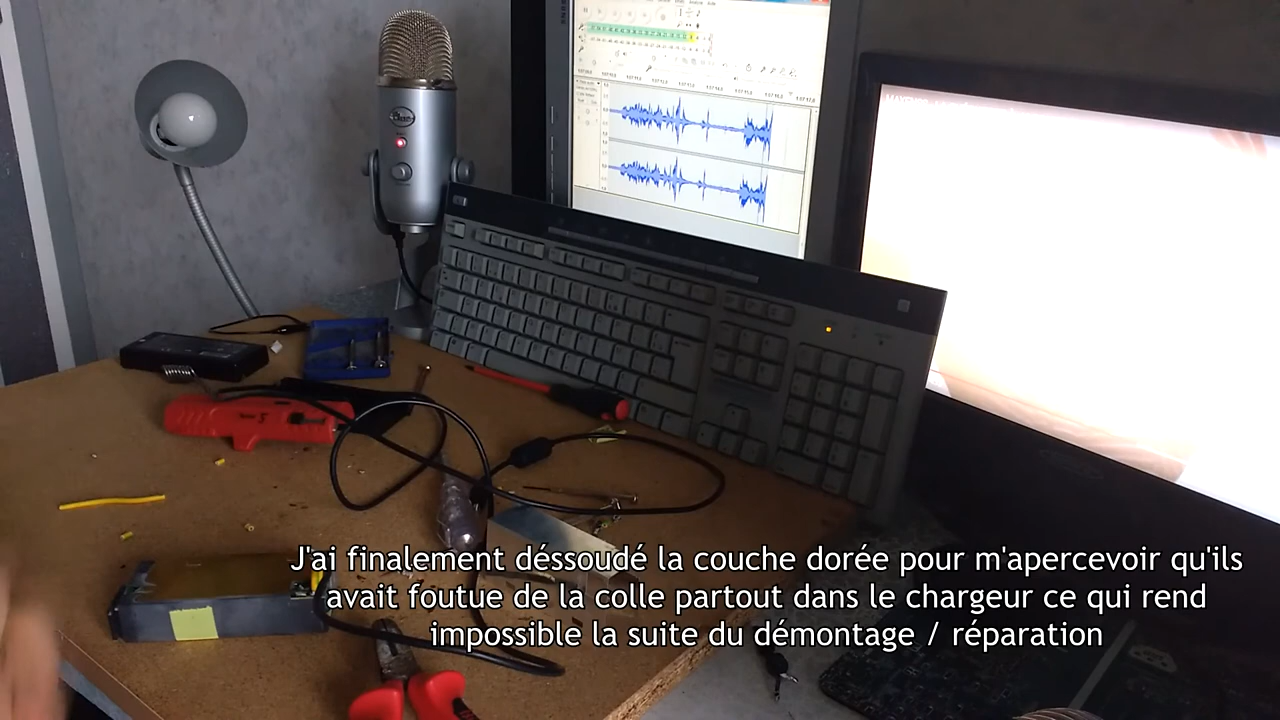 J'ai finalement déssoudé la couche dorée pour m'apercevoir qu'ils
avait foutue de la colle partout dans le chargeur ce qui rend
impossible la suite du démontage / réparation